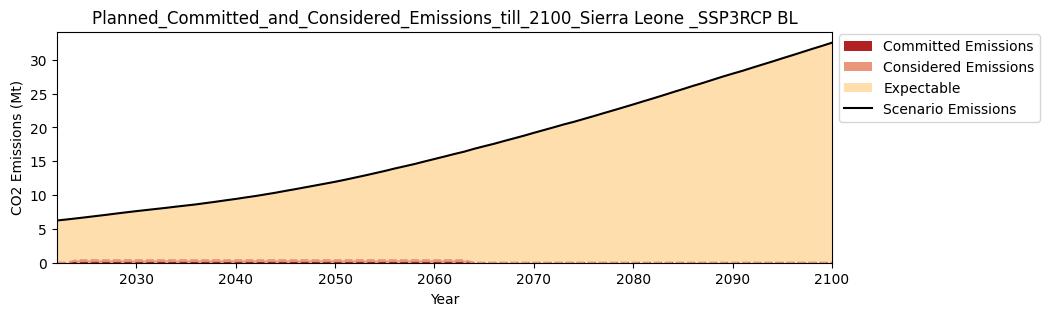 Planned_Committed_and_Considered_Emissions_till_2100_Sierra Leone _SSP3RCP BL
CO2 Emissions (Mt)
30
25
20
15
10
5
0
2030 2040 2050 2060 2070 2080 2090 2100
Year
Committed Emissions
Considered Emissions
Expectable
Scenario Emissions